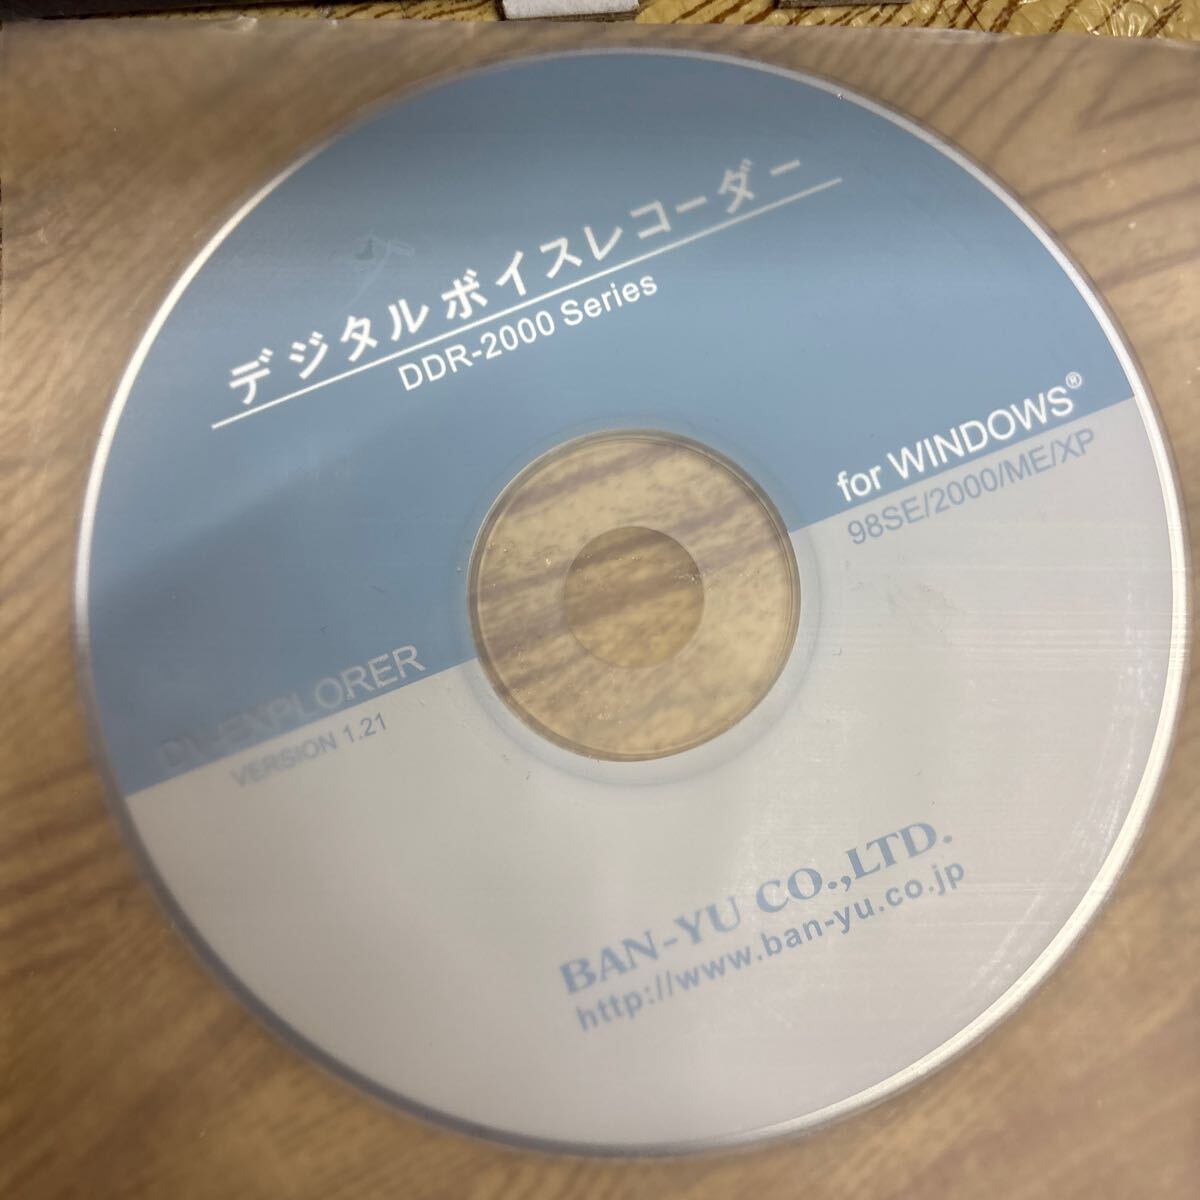 デジタルボイスレコーダー
DDR-2000 Series
for WINDOWS®
98SE/2000/ME/XP
DV-EXPLORER
VERSION 1.21
BAN-YU CO.,LTD.
http://www.ban-yu.co.jp